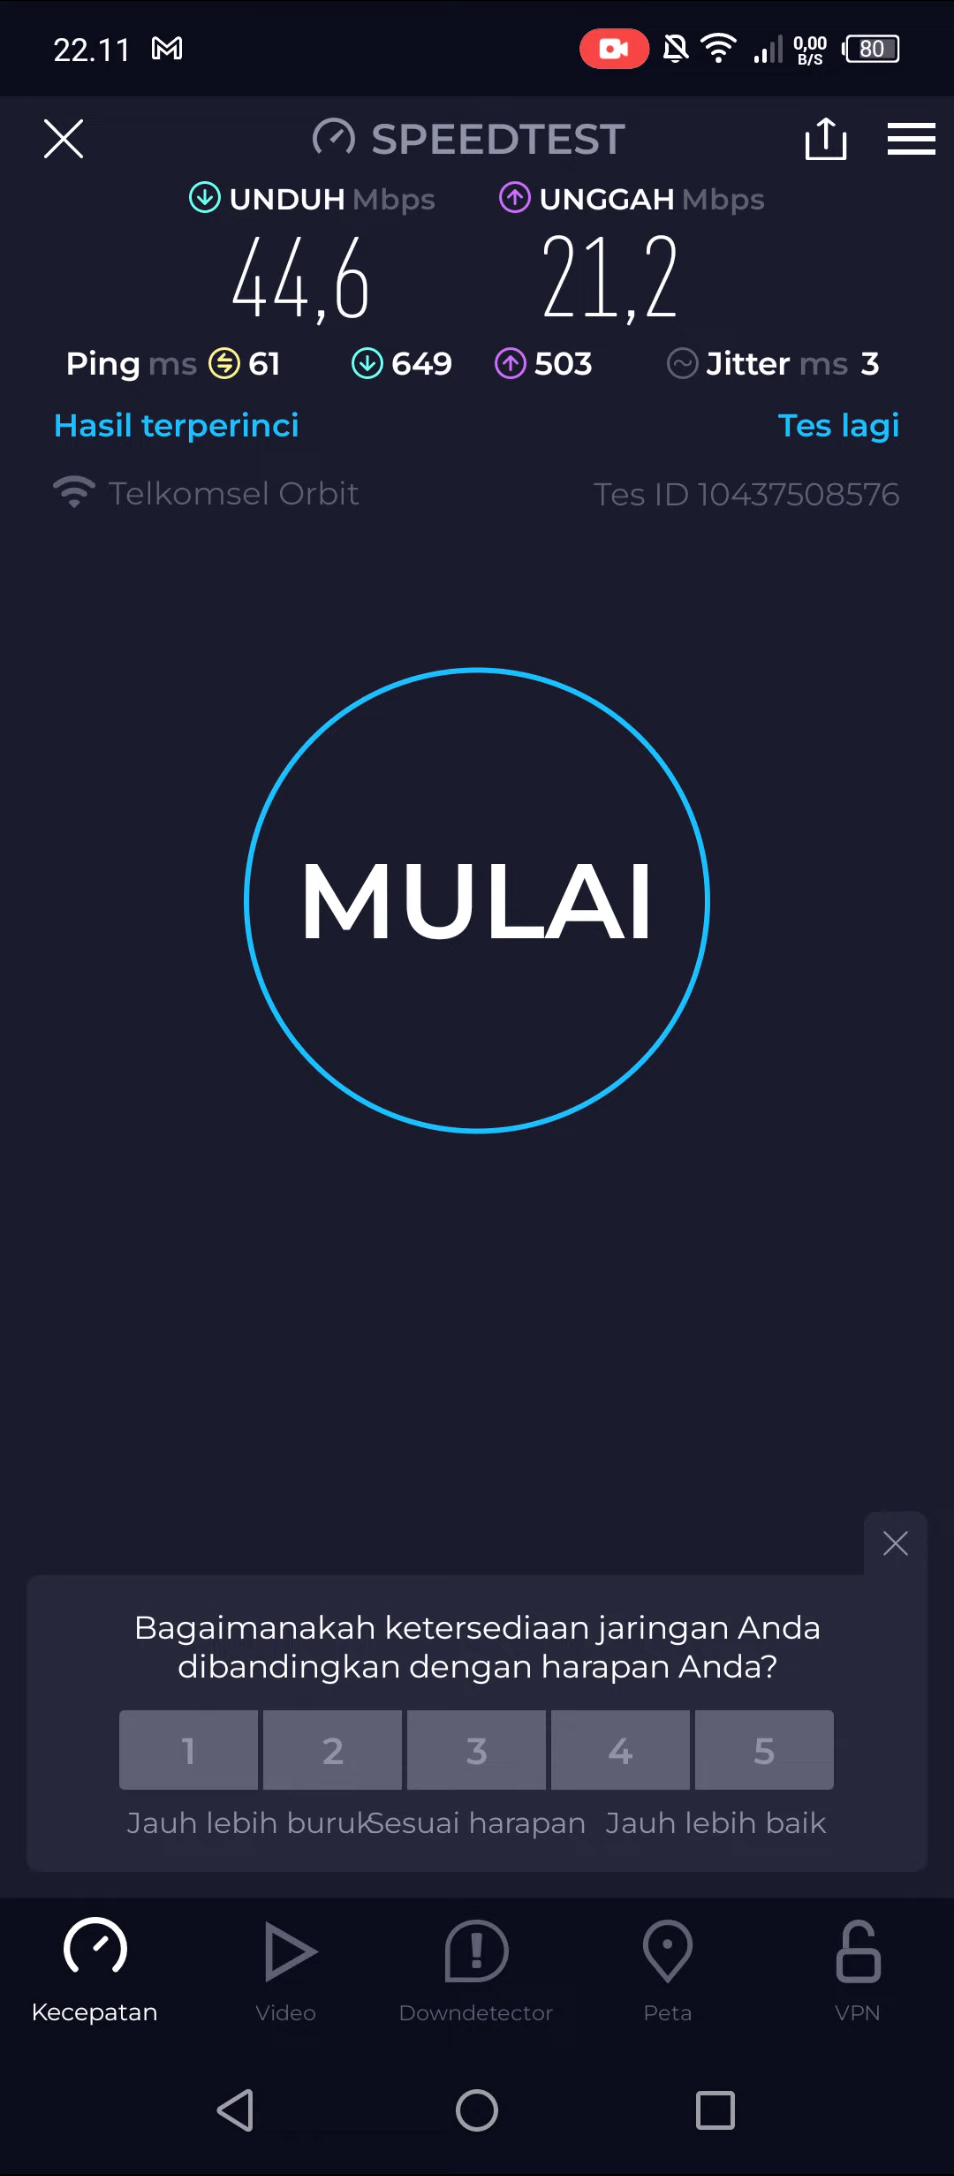 22.11 0,00 B/S 80
SPEEDTEST
UNDUH Mbps UNGGAH Mbps
44,6 21,2
Ping ms 61 649 503 Jitter ms 3
Hasil terperinci Tes lagi
Telkomsel Orbit Tes ID 10437508576
MULAI
Bagaimanakah ketersediaan jaringan Anda
dibandingkan dengan harapan Anda?
1 2 3 4 5
Jauh lebih buruk Sesuai harapan Jauh lebih baik
Kecepatan Video Downdetector Peta VPN